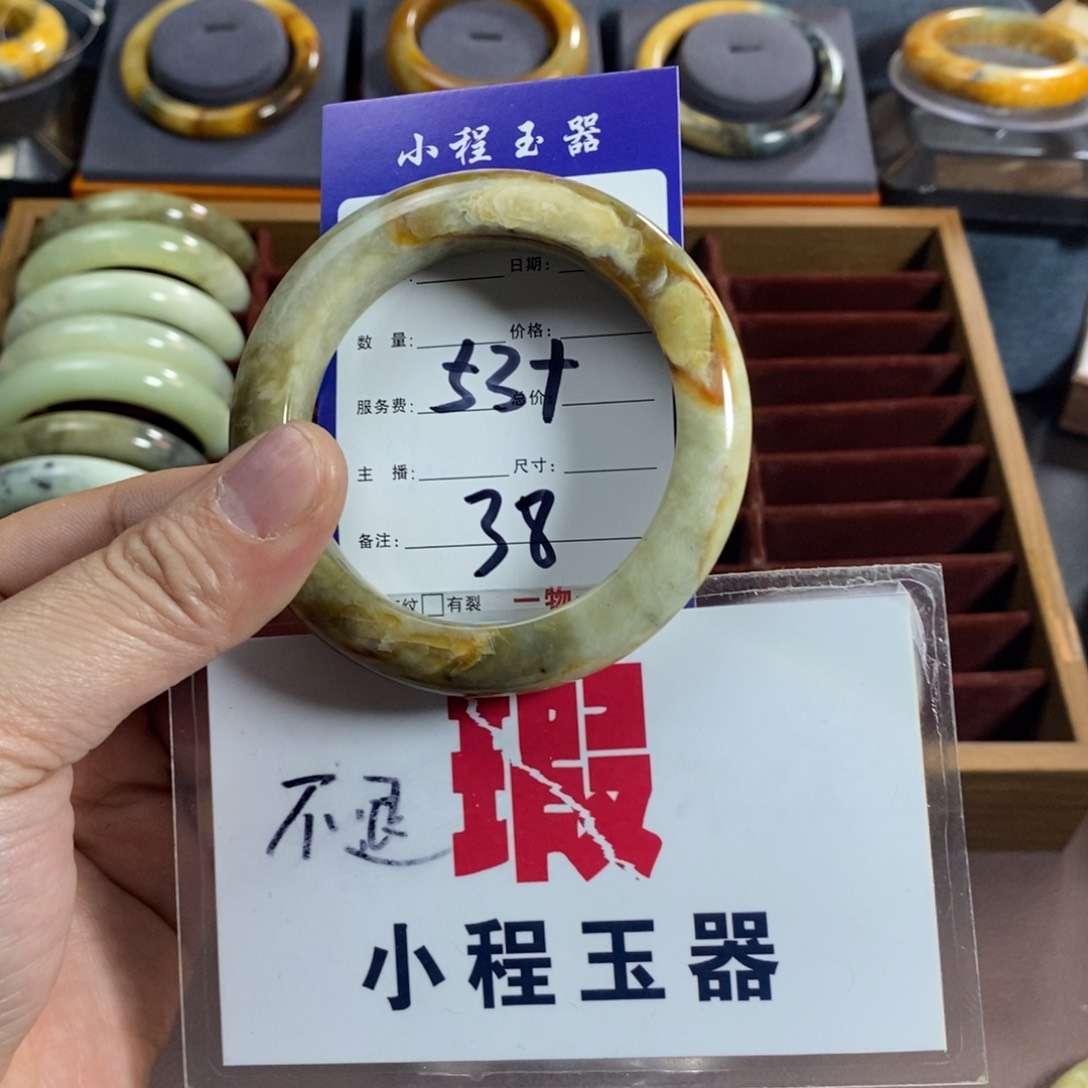 小程玉器
日期:
数 量: 价格:
53+
服务费: 总价:
主 播: 尺寸:
38
备注:
纹□有裂 一物
不退
瑕
小程玉器